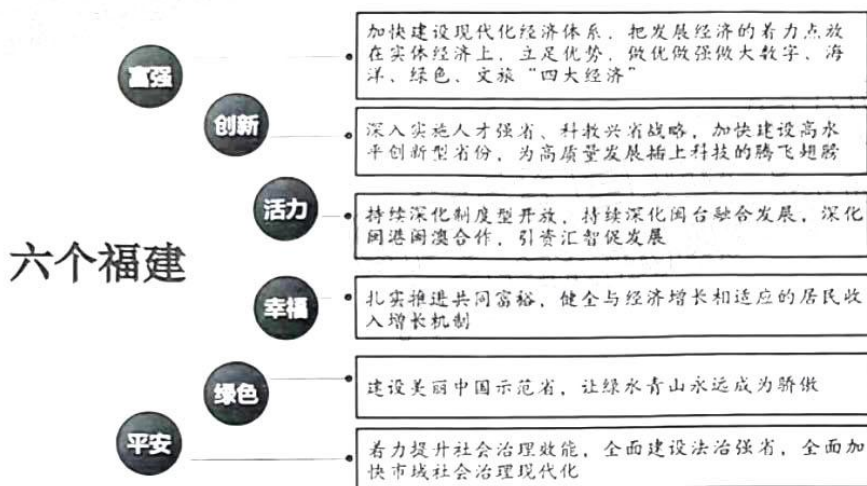 六个福建
富强
加快建设现代化经济体系，把发展经济的着力点放
在实体经济上，立足优势，做优做强做大数字、海
洋、绿色、文旅“四大经济”
创新
深入实施人才强省、科教兴省战略，加快建设高水
平创新型省份，为高质量发展插上科技的腾飞翅膀
活力
持续深化制度型开放，持续深化闽台融合发展，深化
闽港闽澳合作，引资汇智促发展
幸福
扎实推进共同富裕，健全与经济增长相适应的居民收
入增长机制
绿色
建设美丽中国示范省，让绿水青山永远成为骄傲
平安
着力提升社会治理效能，全面建设法治强省，全面加
快市域社会治理现代化